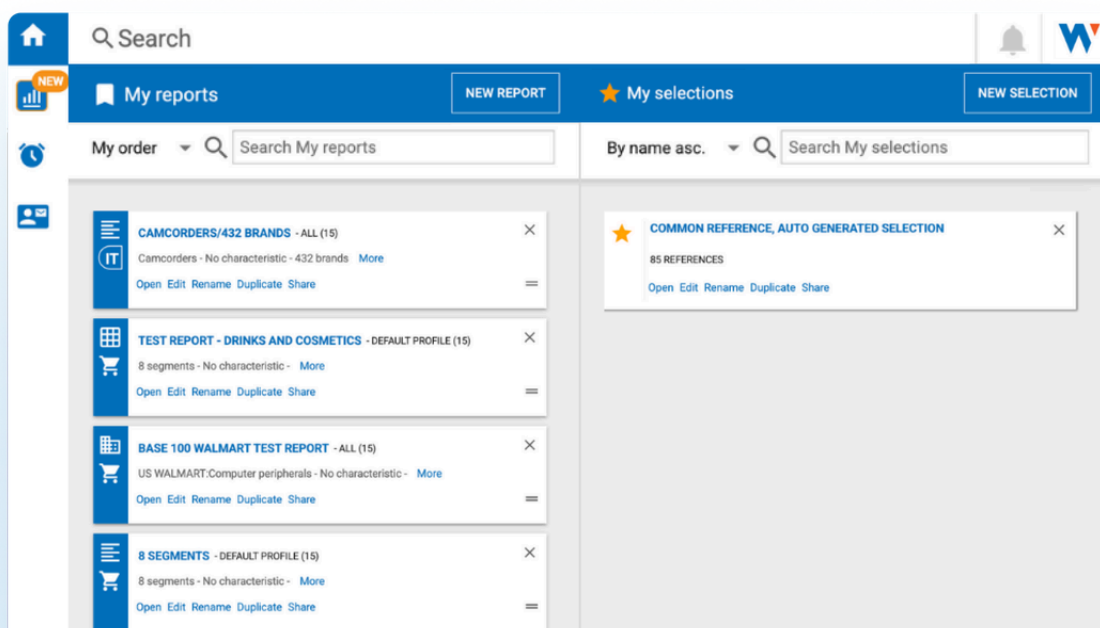 Search
W
NEW
My reports
NEW REPORT
My selections
NEW SELECTION
My order
Search My reports
By name asc.
Search My selections
CAMCORDERS/432 BRANDS - ALL (15)
IT
Camcorders - No characteristic - 432 brands More
Open Edit Rename Duplicate Share
TEST REPORT - DRINKS AND COSMETICS - DEFAULT PROFILE (15)
8 segments - No characteristic - More
Open Edit Rename Duplicate Share
BASE 100 WALMART TEST REPORT - ALL (15)
US WALMART:Computer peripherals - No characteristic - More
Open Edit Rename Duplicate Share
8 SEGMENTS - DEFAULT PROFILE (15)
8 segments - No characteristic - More
Open Edit Rename Duplicate Share
COMMON REFERENCE, AUTO GENERATED SELECTION
85 REFERENCES
Open Edit Rename Duplicate Share